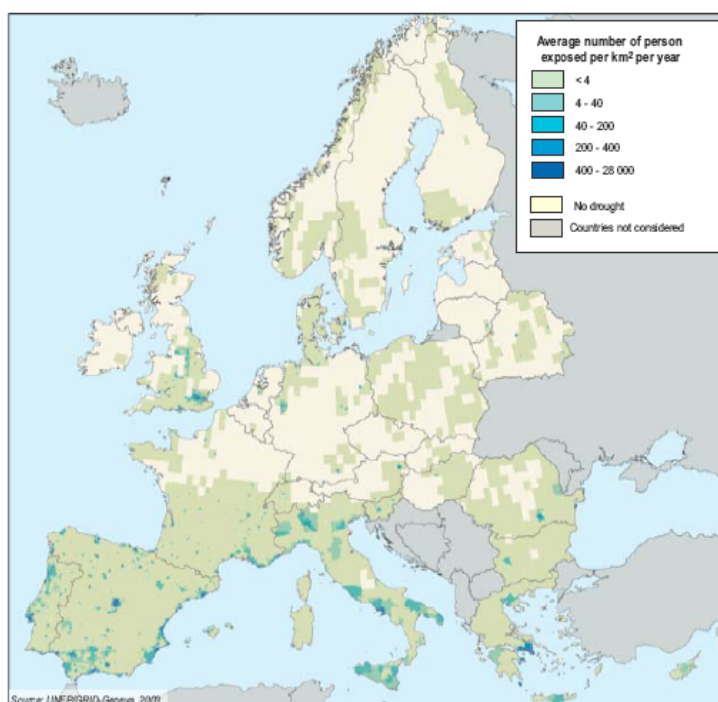 Average number of person
exposed per km² per year
< 4
4 - 40
40 - 200
200 - 400
400 - 28 000
No drought
Countries not considered
Source: UNEP/GRID-Geneva, 2003